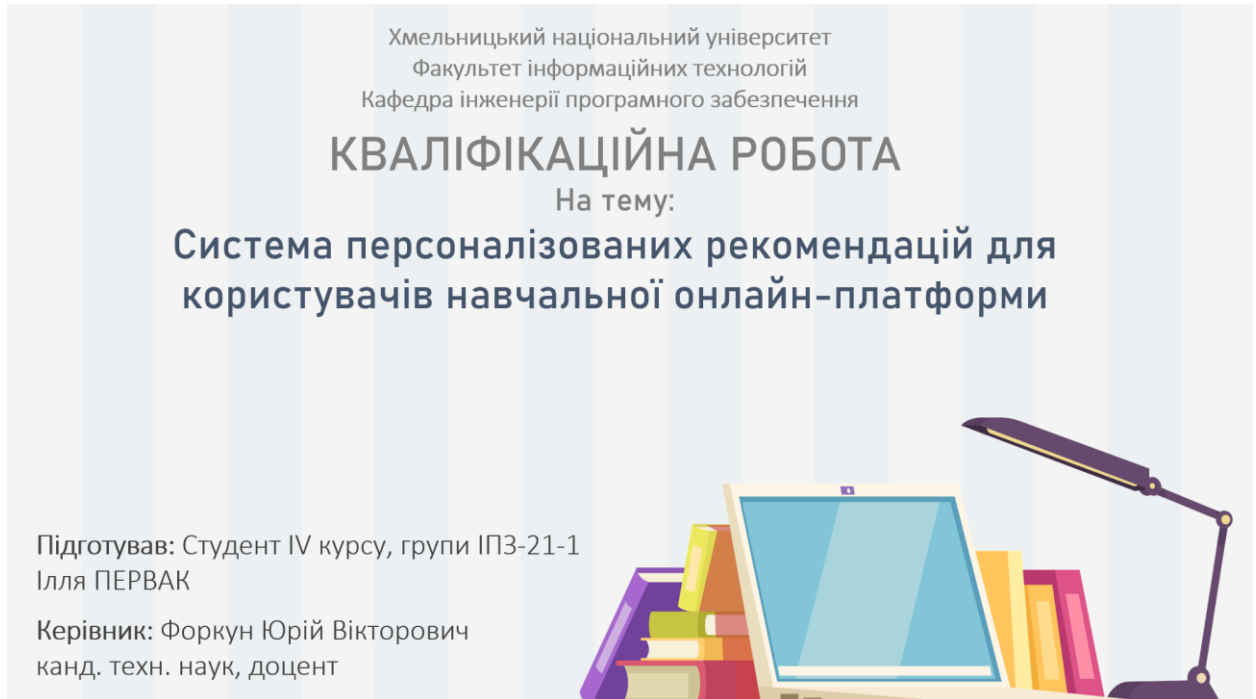 Хмельницький національний університет
Факультет інформаційних технологій
Кафедра інженерії програмного забезпечення
КВАЛІФІКАЦІЙНА РОБОТА
На тему:
Система персоналізованих рекомендацій для
користувачів навчальної онлайн-платформи
Підготував: Студент IV курсу, групи ІПЗ-21-1
Ілля ПЕРВАК
Керівник: Форкун Юрій Вікторович
канд. техн. наук, доцент